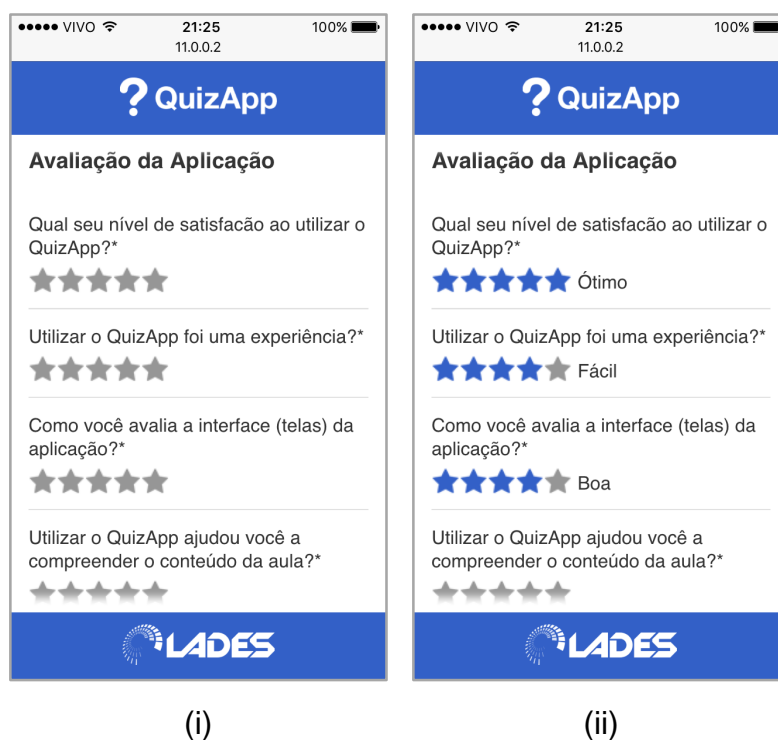 VIVO 21:25 100%
11.0.0.2
? QuizApp
Avaliação da Aplicação
Qual seu nível de satisfacão ao utilizar o
QuizApp?*
Utilizar o QuizApp foi uma experiência?*
Como você avalia a interface (telas) da
aplicação?*
Utilizar o QuizApp ajudou você a
compreender o conteúdo da aula?*
LADES
(i)
VIVO 21:25 100%
11.0.0.2
? QuizApp
Avaliação da Aplicação
Qual seu nível de satisfacão ao utilizar o
QuizApp?*
Ótimo
Utilizar o QuizApp foi uma experiência?*
Fácil
Como você avalia a interface (telas) da
aplicação?*
Boa
Utilizar o QuizApp ajudou você a
compreender o conteúdo da aula?*
LADES
(ii)